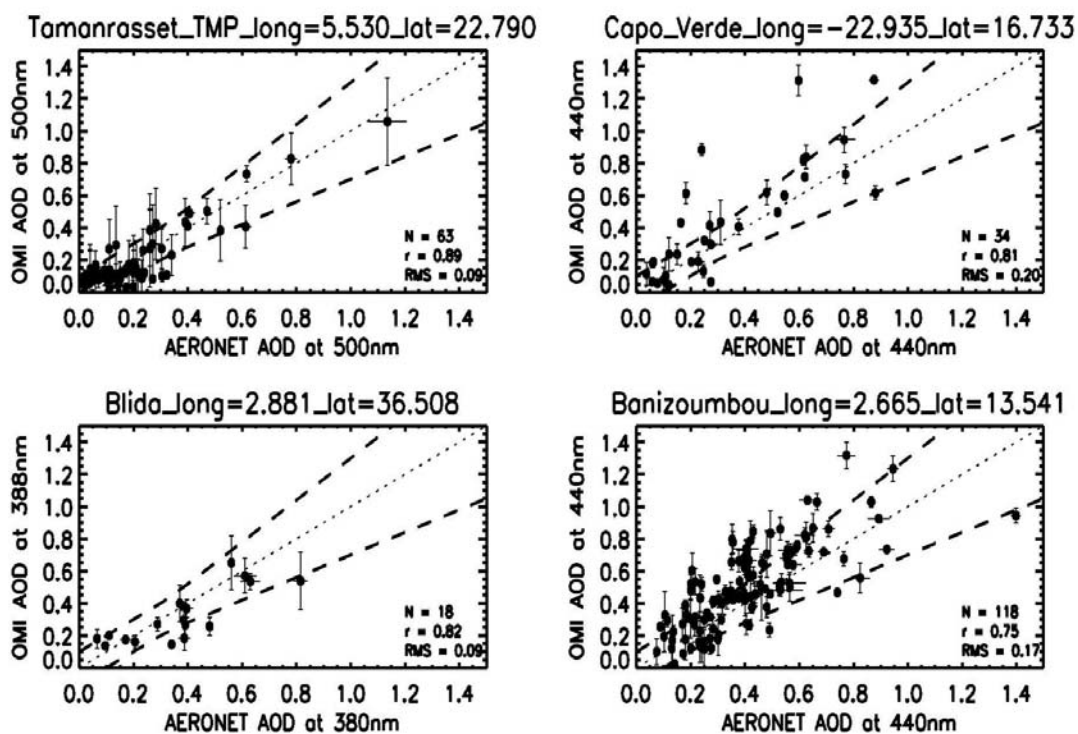 Tamanrasset_TMP_long=5.530_lat=22.790
OMI AOD at 500nm
1.4
1.2
1.0
0.8
0.6
0.4
0.2
0.0
N = 63
r = 0.89
RMS = 0.09
0.0 0.2 0.4 0.6 0.8 1.0 1.2 1.4
AERONET AOD at 500nm
Capo_Verde_long=-22.935_lat=16.733
OMI AOD at 440nm
1.4
1.2
1.0
0.8
0.6
0.4
0.2
0.0
N = 34
r = 0.81
RMS = 0.20
0.0 0.2 0.4 0.6 0.8 1.0 1.2 1.4
AERONET AOD at 440nm
Blida_long=2.881_lat=36.508
OMI AOD at 388nm
1.4
1.2
1.0
0.8
0.6
0.4
0.2
0.0
N = 18
r = 0.82
RMS = 0.09
0.0 0.2 0.4 0.6 0.8 1.0 1.2 1.4
AERONET AOD at 380nm
Banizoumbou_long=2.665_lat=13.541
OMI AOD at 440nm
1.4
1.2
1.0
0.8
0.6
0.4
0.2
0.0
N = 118
r = 0.75
RMS = 0.17
0.0 0.2 0.4 0.6 0.8 1.0 1.2 1.4
AERONET AOD at 440nm